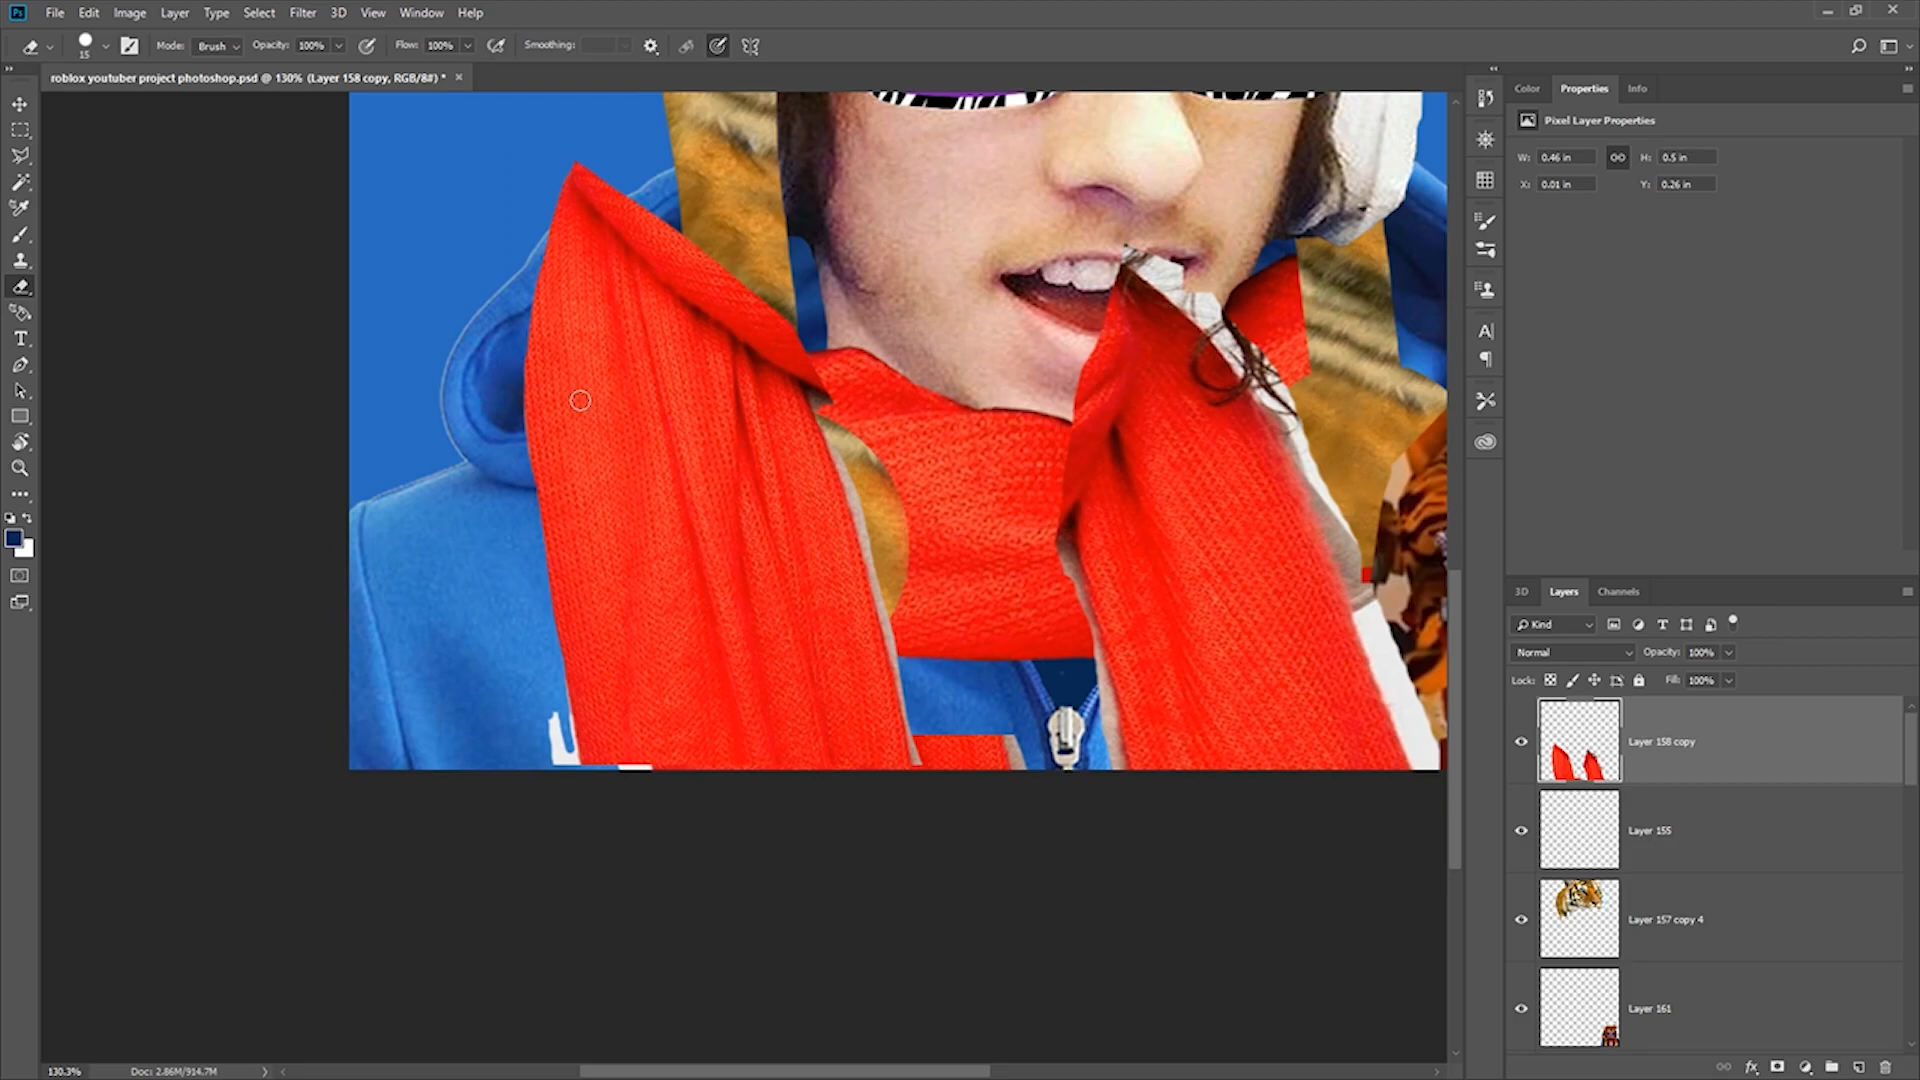 Ps File Edit Image Layer Type Select Filter 3D View Window Help
15 Mode: Brush Opacity: 100% Flow: 100% Smoothing:
roblox youtuber project photoshop.psd @ 130% (Layer 158 copy, RGB/8#) * ×
Color Properties Info
Pixel Layer Properties
W: 0.46 in H: 0.5 in
X: 0.01 in Y: 0.26 in
3D Layers Channels
Kind
Normal Opacity: 100%
Lock: Fill: 100%
Layer 158 copy
Layer 155
Layer 157 copy 4
Layer 161
130.3% Doc: 2.86M/914.7M